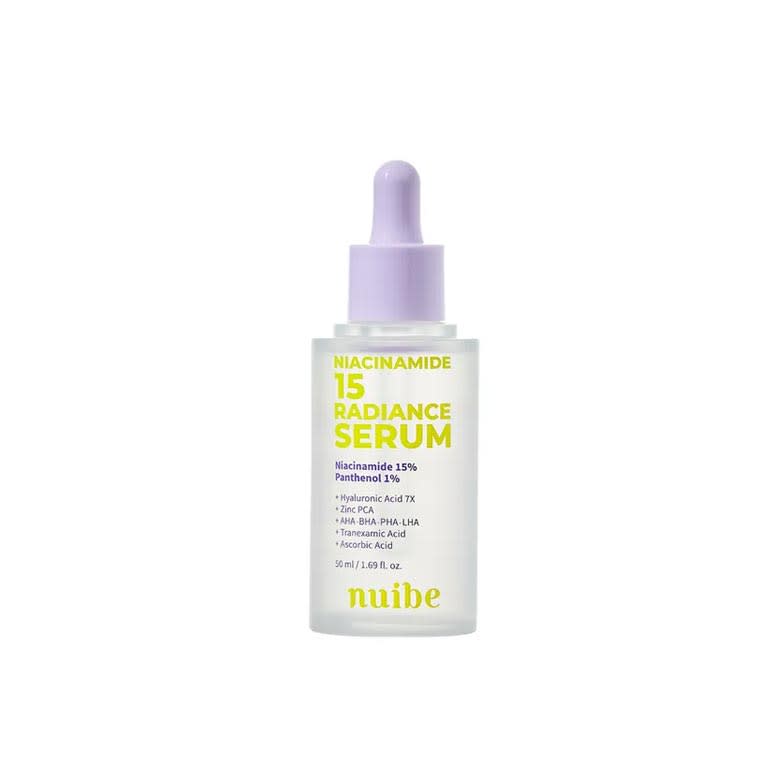 NIACINAMIDE
15
RADIANCE
SERUM
Niacinamide 15%
Panthenol 1%
+ Hyaluronic Acid 7X
+ Zinc PCA
+ AHA·BHA·PHA·LHA
+ Tranexamic Acid
+ Ascorbic Acid
50 ml / 1.69 fl. oz.
nuibe